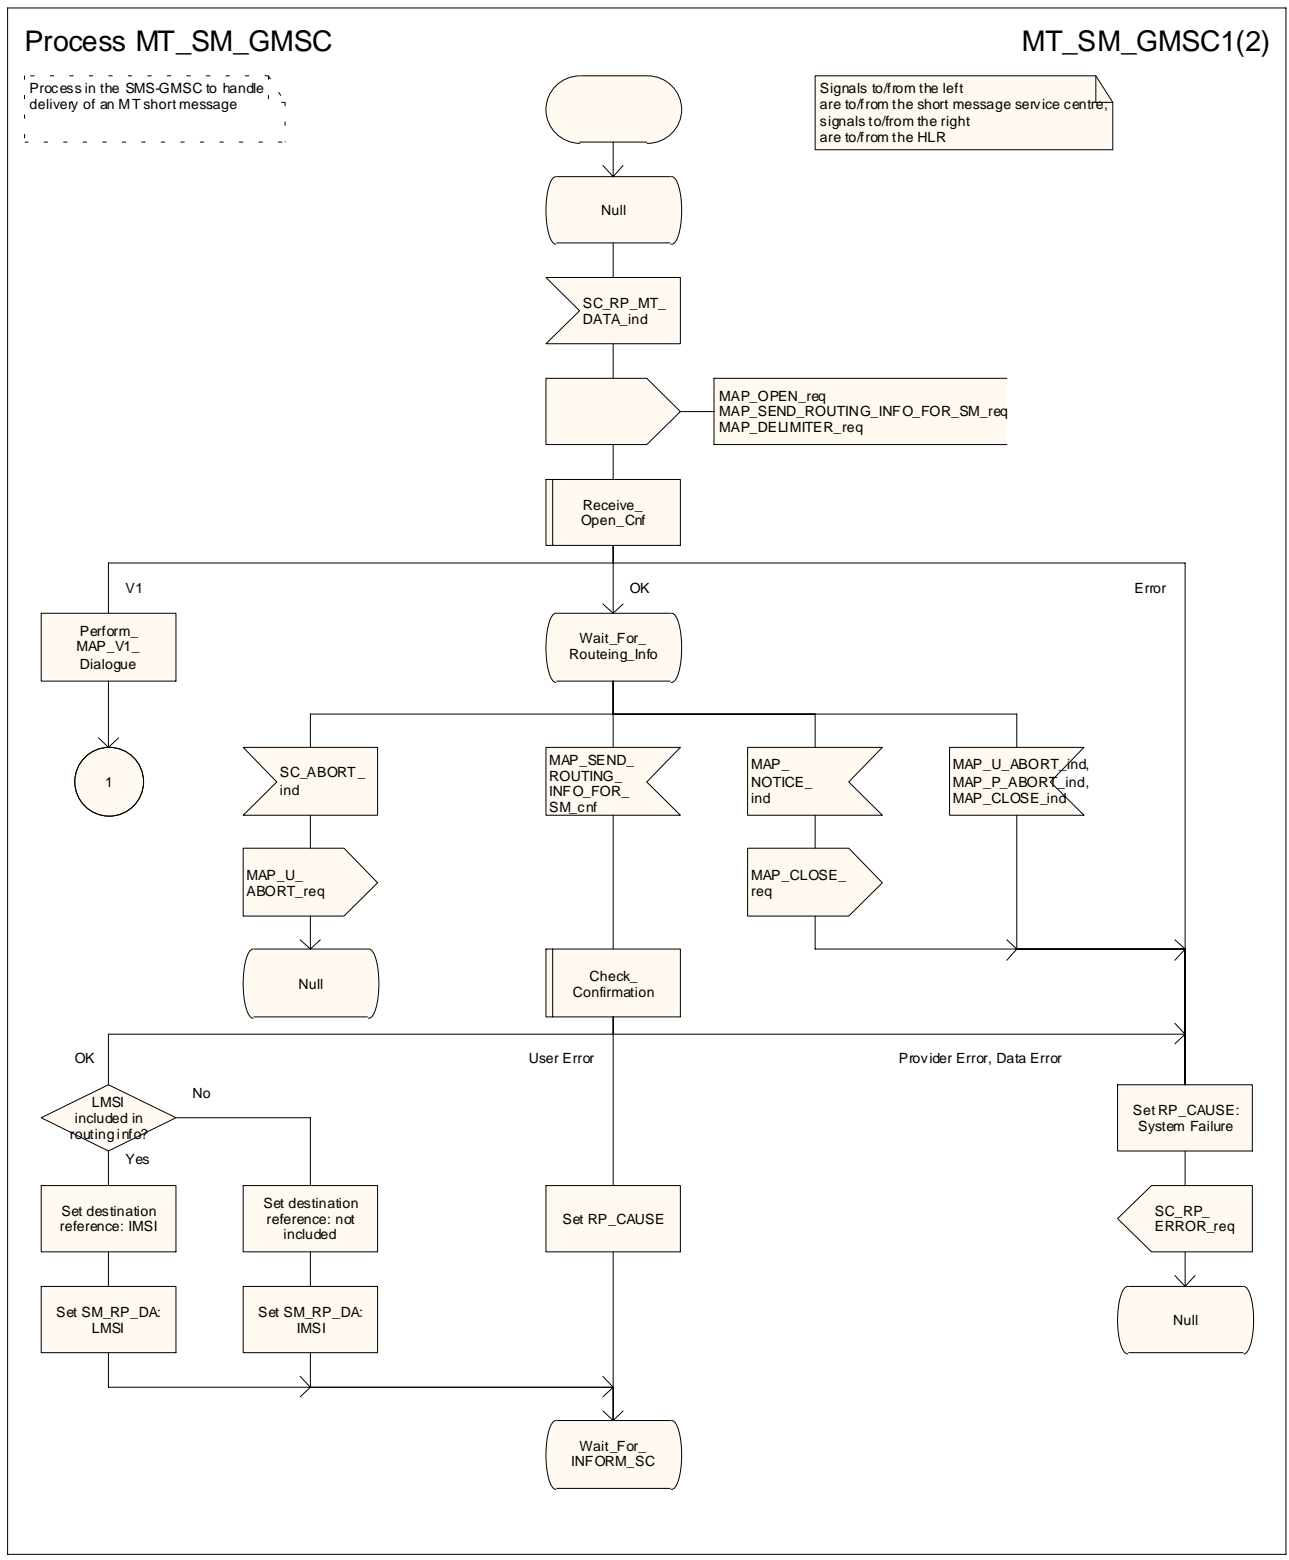 Process MT_SM_GMSC
MT_SM_GMSC1(2)
Process in the SMS-GMSC to handle
delivery of an MT short message
Signals to/from the left
are to/from the short message service centre;
signals to/from the right
are to/from the HLR
Null
SC_RP_MT_
DATA_ind
MAP_OPEN_req
MAP_SEND_ROUTING_INFO_FOR_SM_req
MAP_DELIMITER_req
Receive_
Open_Cnf
V1
OK
Error
Perform_
MAP_V1_
Dialogue
Wait_For_
Routeing_Info
1
SC_ABORT_
ind
MAP_SEND_
ROUTING_
INFO_FOR_
SM_cnf
MAP_
NOTICE_
ind
MAP_U_ABORT_ind,
MAP_P_ABORT_ind,
MAP_CLOSE_ind
MAP_U_
ABORT_req
MAP_CLOSE_
req
Null
Check_
Confirmation
OK
User Error
Provider Error, Data Error
LMSI
included in
routing info?
No
Yes
Set RP_CAUSE:
System Failure
Set destination
reference: IMSI
Set destination
reference: not
included
Set RP_CAUSE
SC_RP_
ERROR_req
Set SM_RP_DA:
LMSI
Set SM_RP_DA:
IMSI
Null
Wait_For_
INFORM_SC